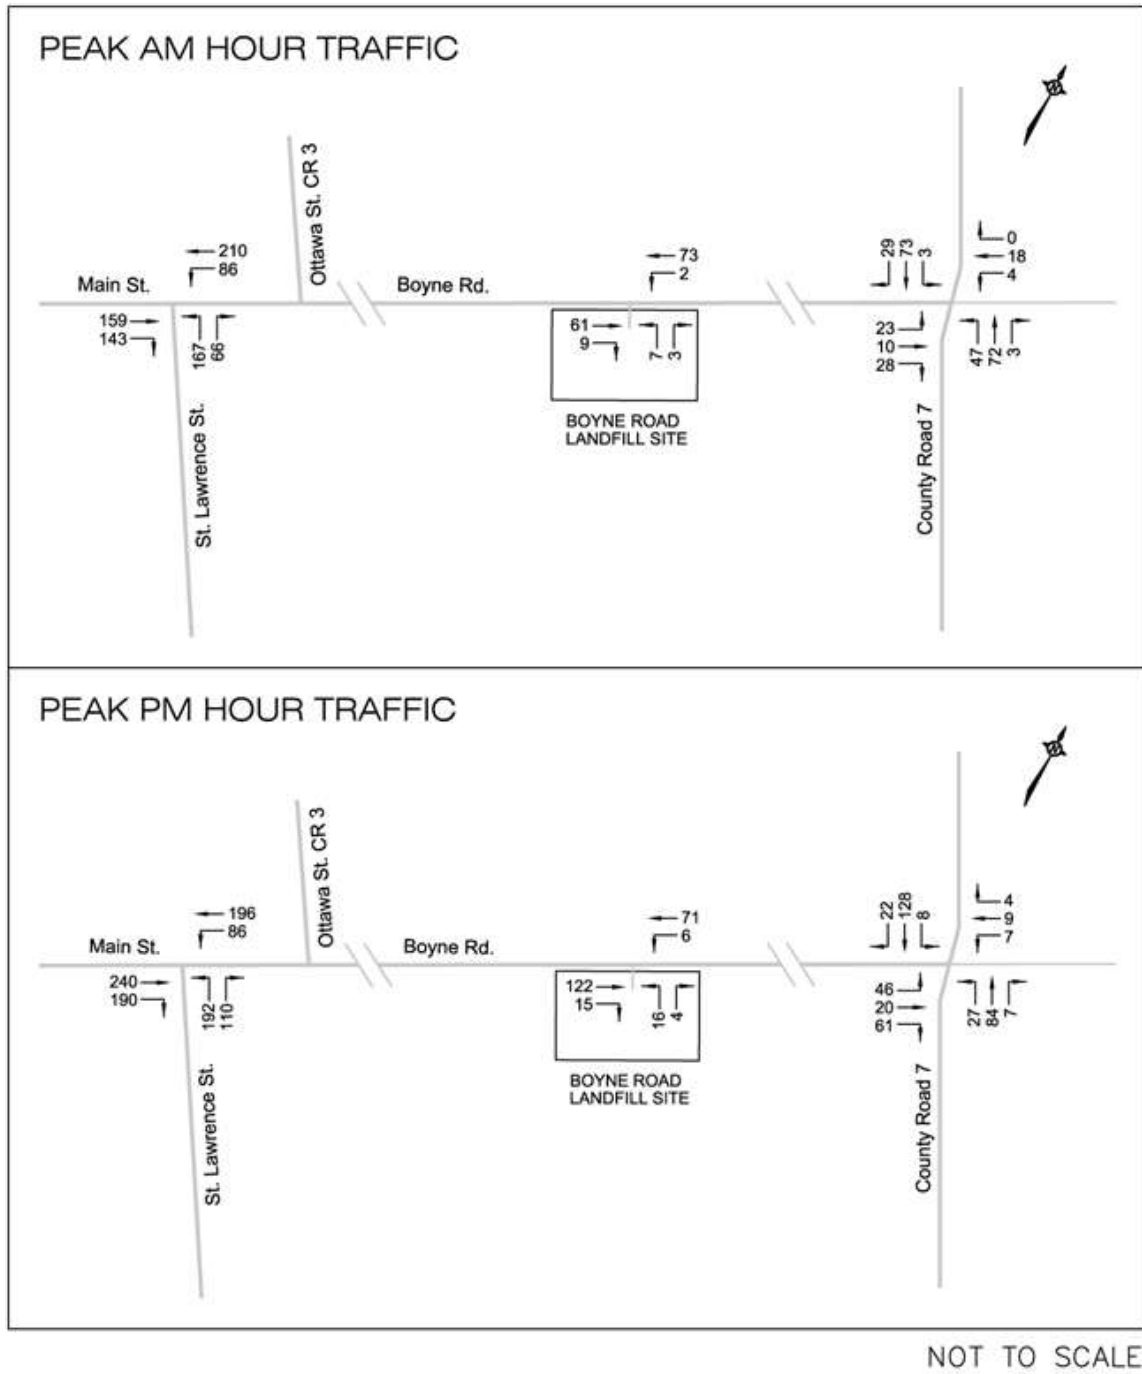 PEAK AM HOUR TRAFFIC
Ottawa St. CR 3
210
86
Main St.
159
143
167
66
St. Lawrence St.
Boyne Rd.
73
2
61
9
7
3
BOYNE ROAD
LANDFILL SITE
29
73
3
0
18
4
23
10
28
47
72
3
County Road 7
PEAK PM HOUR TRAFFIC
Ottawa St. CR 3
196
86
Main St.
240
190
192
110
St. Lawrence St.
Boyne Rd.
71
6
122
15
16
4
BOYNE ROAD
LANDFILL SITE
22
128
8
4
9
7
46
20
61
27
84
7
County Road 7
NOT TO SCALE